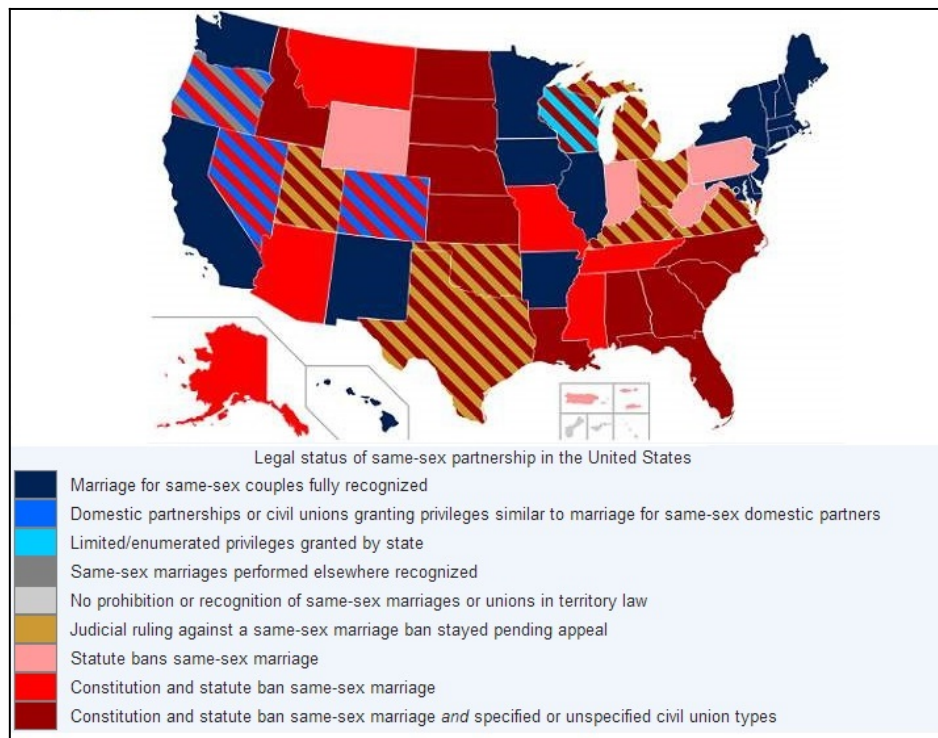 Legal status of same-sex partnership in the United States
Marriage for same-sex couples fully recognized
Domestic partnerships or civil unions granting privileges similar to marriage for same-sex domestic partners
Limited/enumerated privileges granted by state
Same-sex marriages performed elsewhere recognized
No prohibition or recognition of same-sex marriages or unions in territory law
Judicial ruling against a same-sex marriage ban stayed pending appeal
Statute bans same-sex marriage
Constitution and statute ban same-sex marriage
Constitution and statute ban same-sex marriage and specified or unspecified civil union types